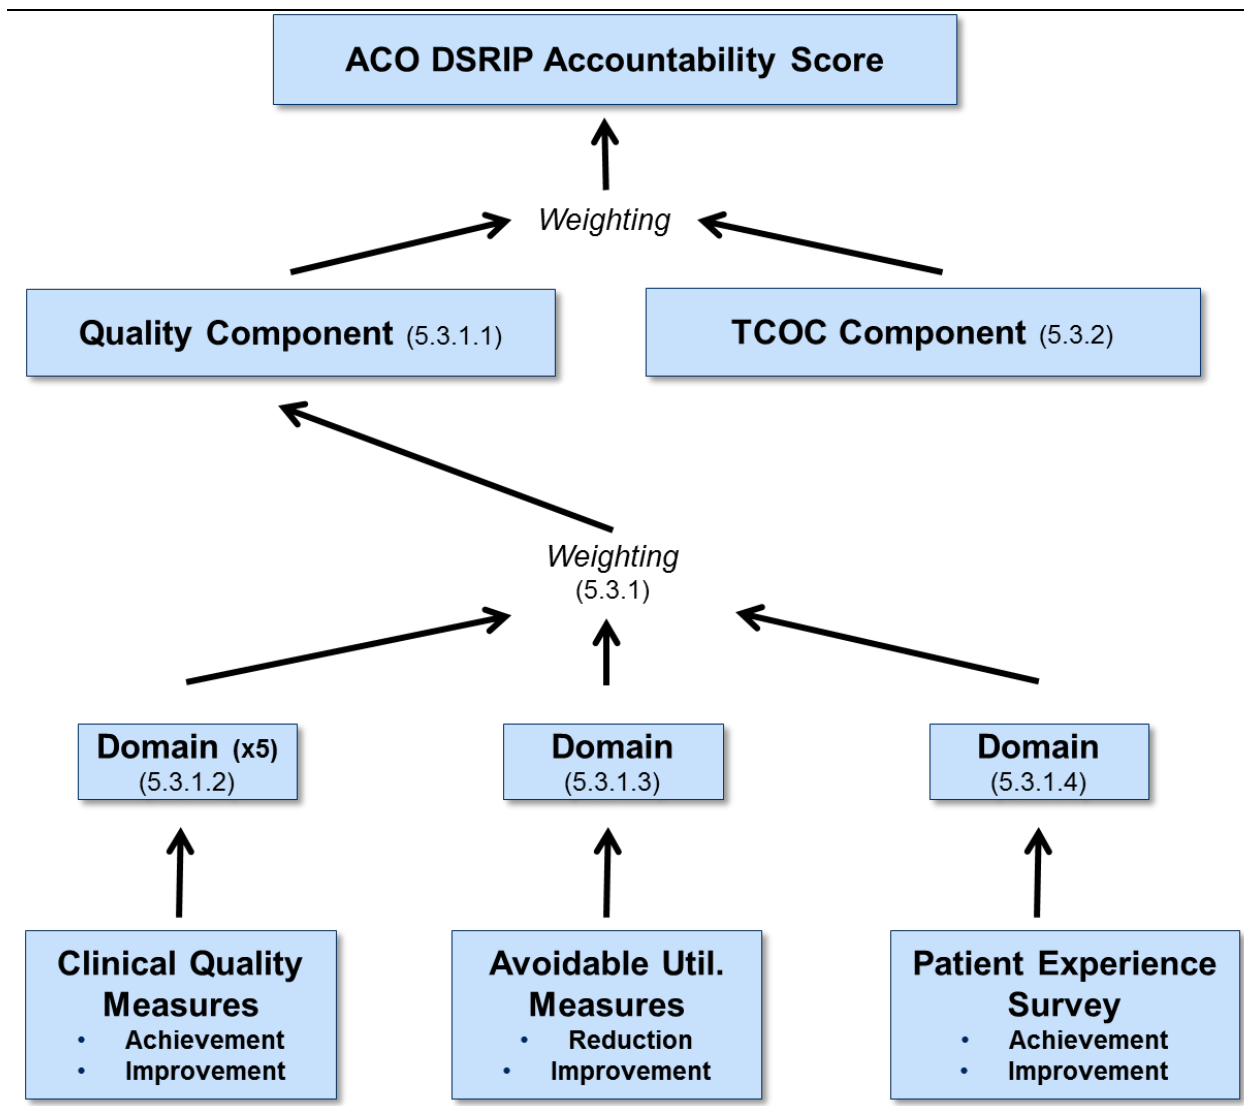 ACO DSRIP Accountability Score
Weighting
Quality Component (5.3.1.1)
TCOC Component (5.3.2)
Weighting
(5.3.1)
Domain (x5)
(5.3.1.2)
Domain
(5.3.1.3)
Domain
(5.3.1.4)
Clinical Quality
Measures
• Achievement
• Improvement
Avoidable Util.
Measures
• Reduction
• Improvement
Patient Experience
Survey
• Achievement
• Improvement